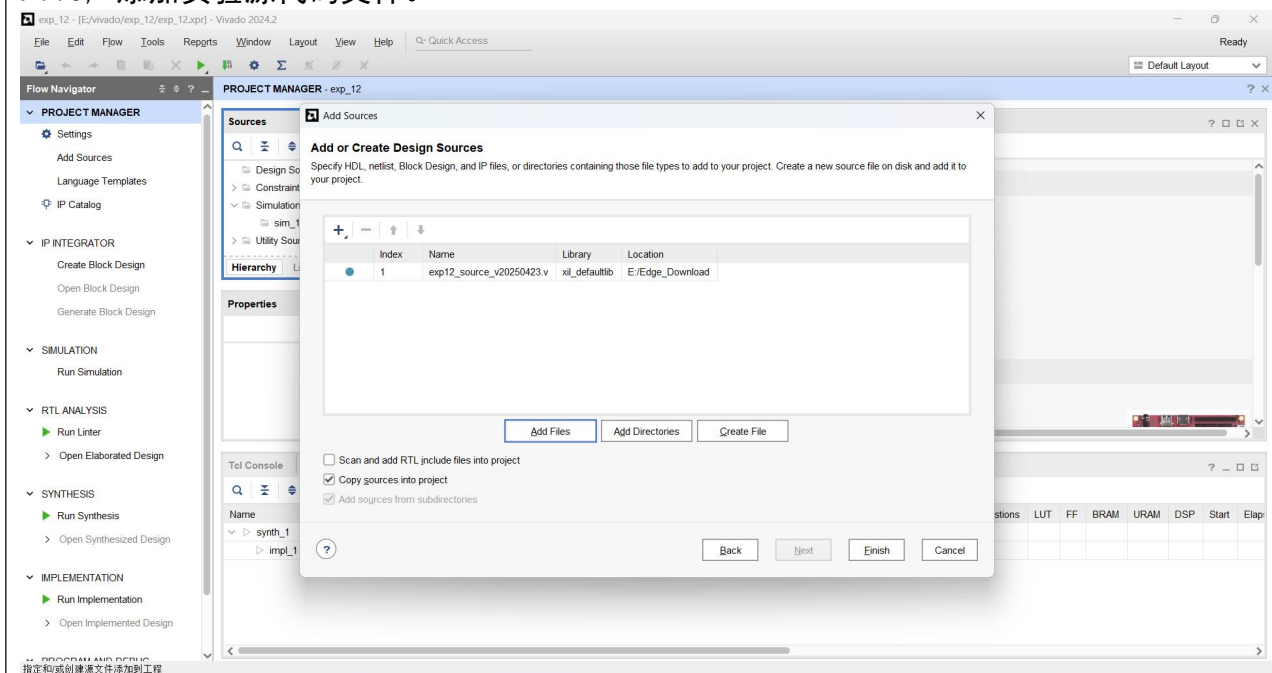 exp_12 - [E:/vivado/exp_12/exp_12.xpr] - Vivado 2024.2
File Edit Flow Tools Reports Window Layout View Help Quick Access Ready
Default Layout
Flow Navigator PROJECT MANAGER - exp_12
PROJECT MANAGER
Settings
Add Sources
Language Templates
IP Catalog
IP INTEGRATOR
Create Block Design
Open Block Design
Generate Block Design
SIMULATION
Run Simulation
RTL ANALYSIS
Run Linter
Open Elaborated Design
SYNTHESIS
Run Synthesis
Open Synthesized Design
IMPLEMENTATION
Run Implementation
Open Implemented Design
Sources
Design So
Constraint
Simulation
sim_1
Utility Sour
Hierarchy
Properties
Add Sources
Add or Create Design Sources
Specify HDL, netlist, Block Design, and IP files, or directories containing those file types to add to your project. Create a new source file on disk and add it to
your project.
Index Name Library Location
1 exp12_source_v20250423.v xil_defaultlib E:/Edge_Download
Add Files Add Directories Create File
Scan and add RTL include files into project
Copy sources into project
Add sources from subdirectories
? Back Next Finish Cancel
Tcl Console
Name stions LUT FF BRAM URAM DSP Start Elap
synth_1
impl_1
指定和/或创建源文件添加到工程